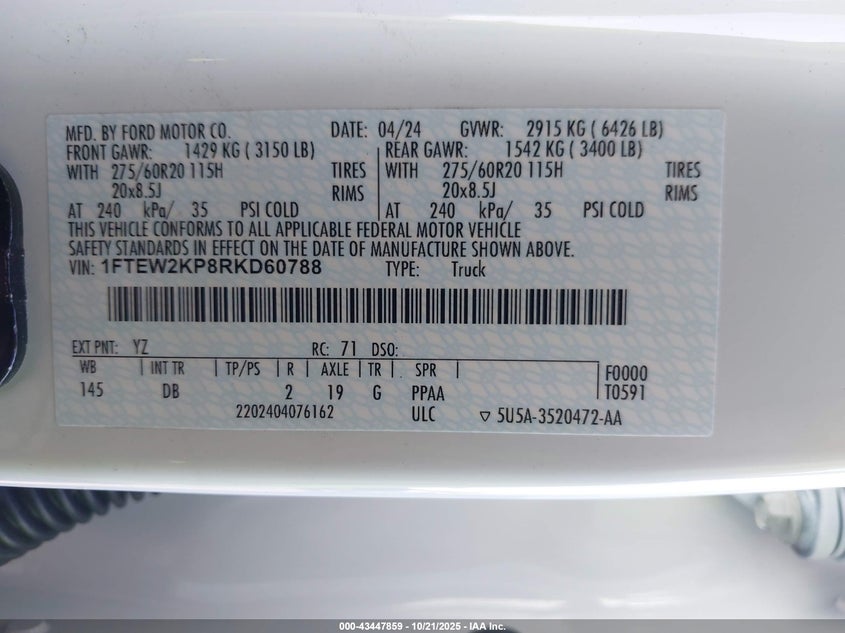 MFD. BY FORD MOTOR CO. DATE: 04/24 GVWR: 2915 KG ( 6426 LB)
FRONT GAWR: 1429 KG ( 3150 LB) REAR GAWR: 1542 KG ( 3400 LB)
WITH 275/60R20 115H TIRES WITH 275/60R20 115H TIRES
20x8.5J RIMS 20x8.5J RIMS
AT 240 kPa/ 35 PSI COLD AT 240 kPa/ 35 PSI COLD
THIS VEHICLE CONFORMS TO ALL APPLICABLE FEDERAL MOTOR VEHICLE
SAFETY STANDARDS IN EFFECT ON THE DATE OF MANUFACTURE SHOWN ABOVE.
VIN: 1FTEW2KP8RKD60788 TYPE: Truck
EXT PNT: YZ RC: 71 DSO:
WB INT TR TP/PS R AXLE TR SPR F0000
145 DB 2 19 G PPAA T0591
2202404076162 ULC ▽ 5U5A-3520472-AA
000-43447859 - 10/21/2025 - IAA Inc.